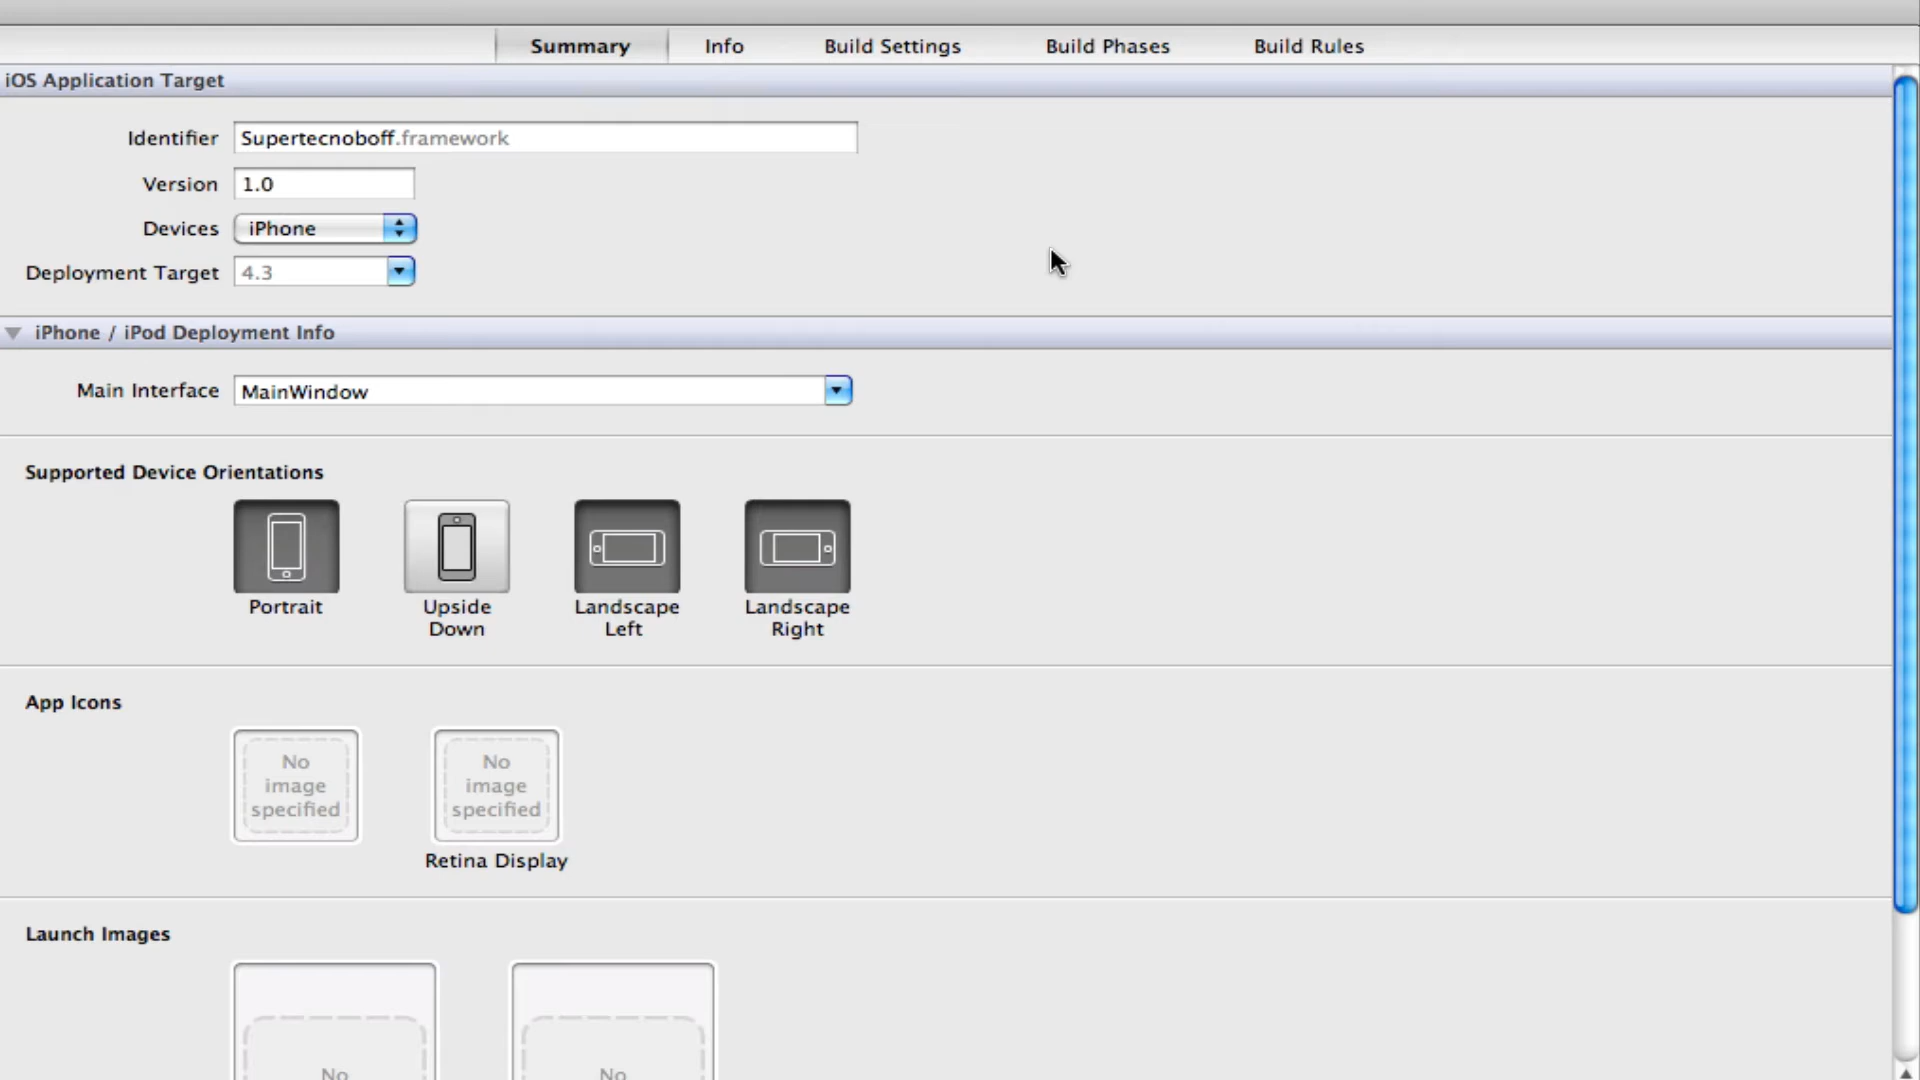 Summary Info Build Settings Build Phases Build Rules
iOS Application Target
Identifier Supertecnoboff.framework
Version 1.0
Devices iPhone
Deployment Target 4.3
iPhone / iPod Deployment Info
Main Interface MainWindow
Supported Device Orientations
Portrait
Upside
Down
Landscape
Left
Landscape
Right
App Icons
No
image
specified
No
image
specified
Retina Display
Launch Images
No
No